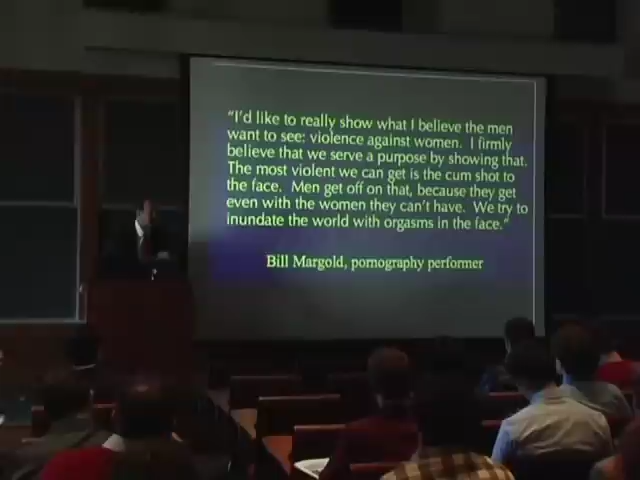 "I'd like to really show what I believe the men
want to see: violence against women. I firmly
believe that we serve a purpose by showing that.
The most violent we can get is the cum shot to
the face. Men get off on that, because they get
even with the women they can't have. We try to
inundate the world with orgasms in the face."
Bill Margold, pornography performer